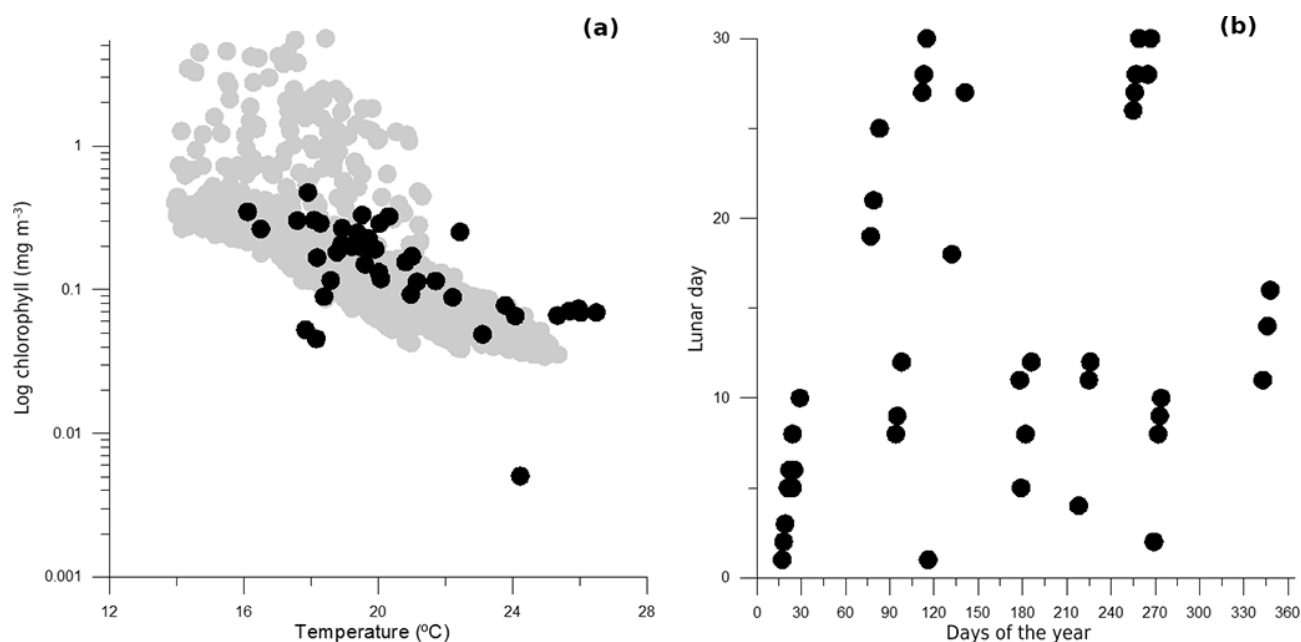 (a)
Log chlorophyll (mg m⁻³)
1
0.1
0.01
0.001
12 16 20 24 28
Temperature (ºC)
(b)
Lunar day
30
20
10
0
0 30 60 90 120 150 180 210 240 270 300 330 360
Days of the year